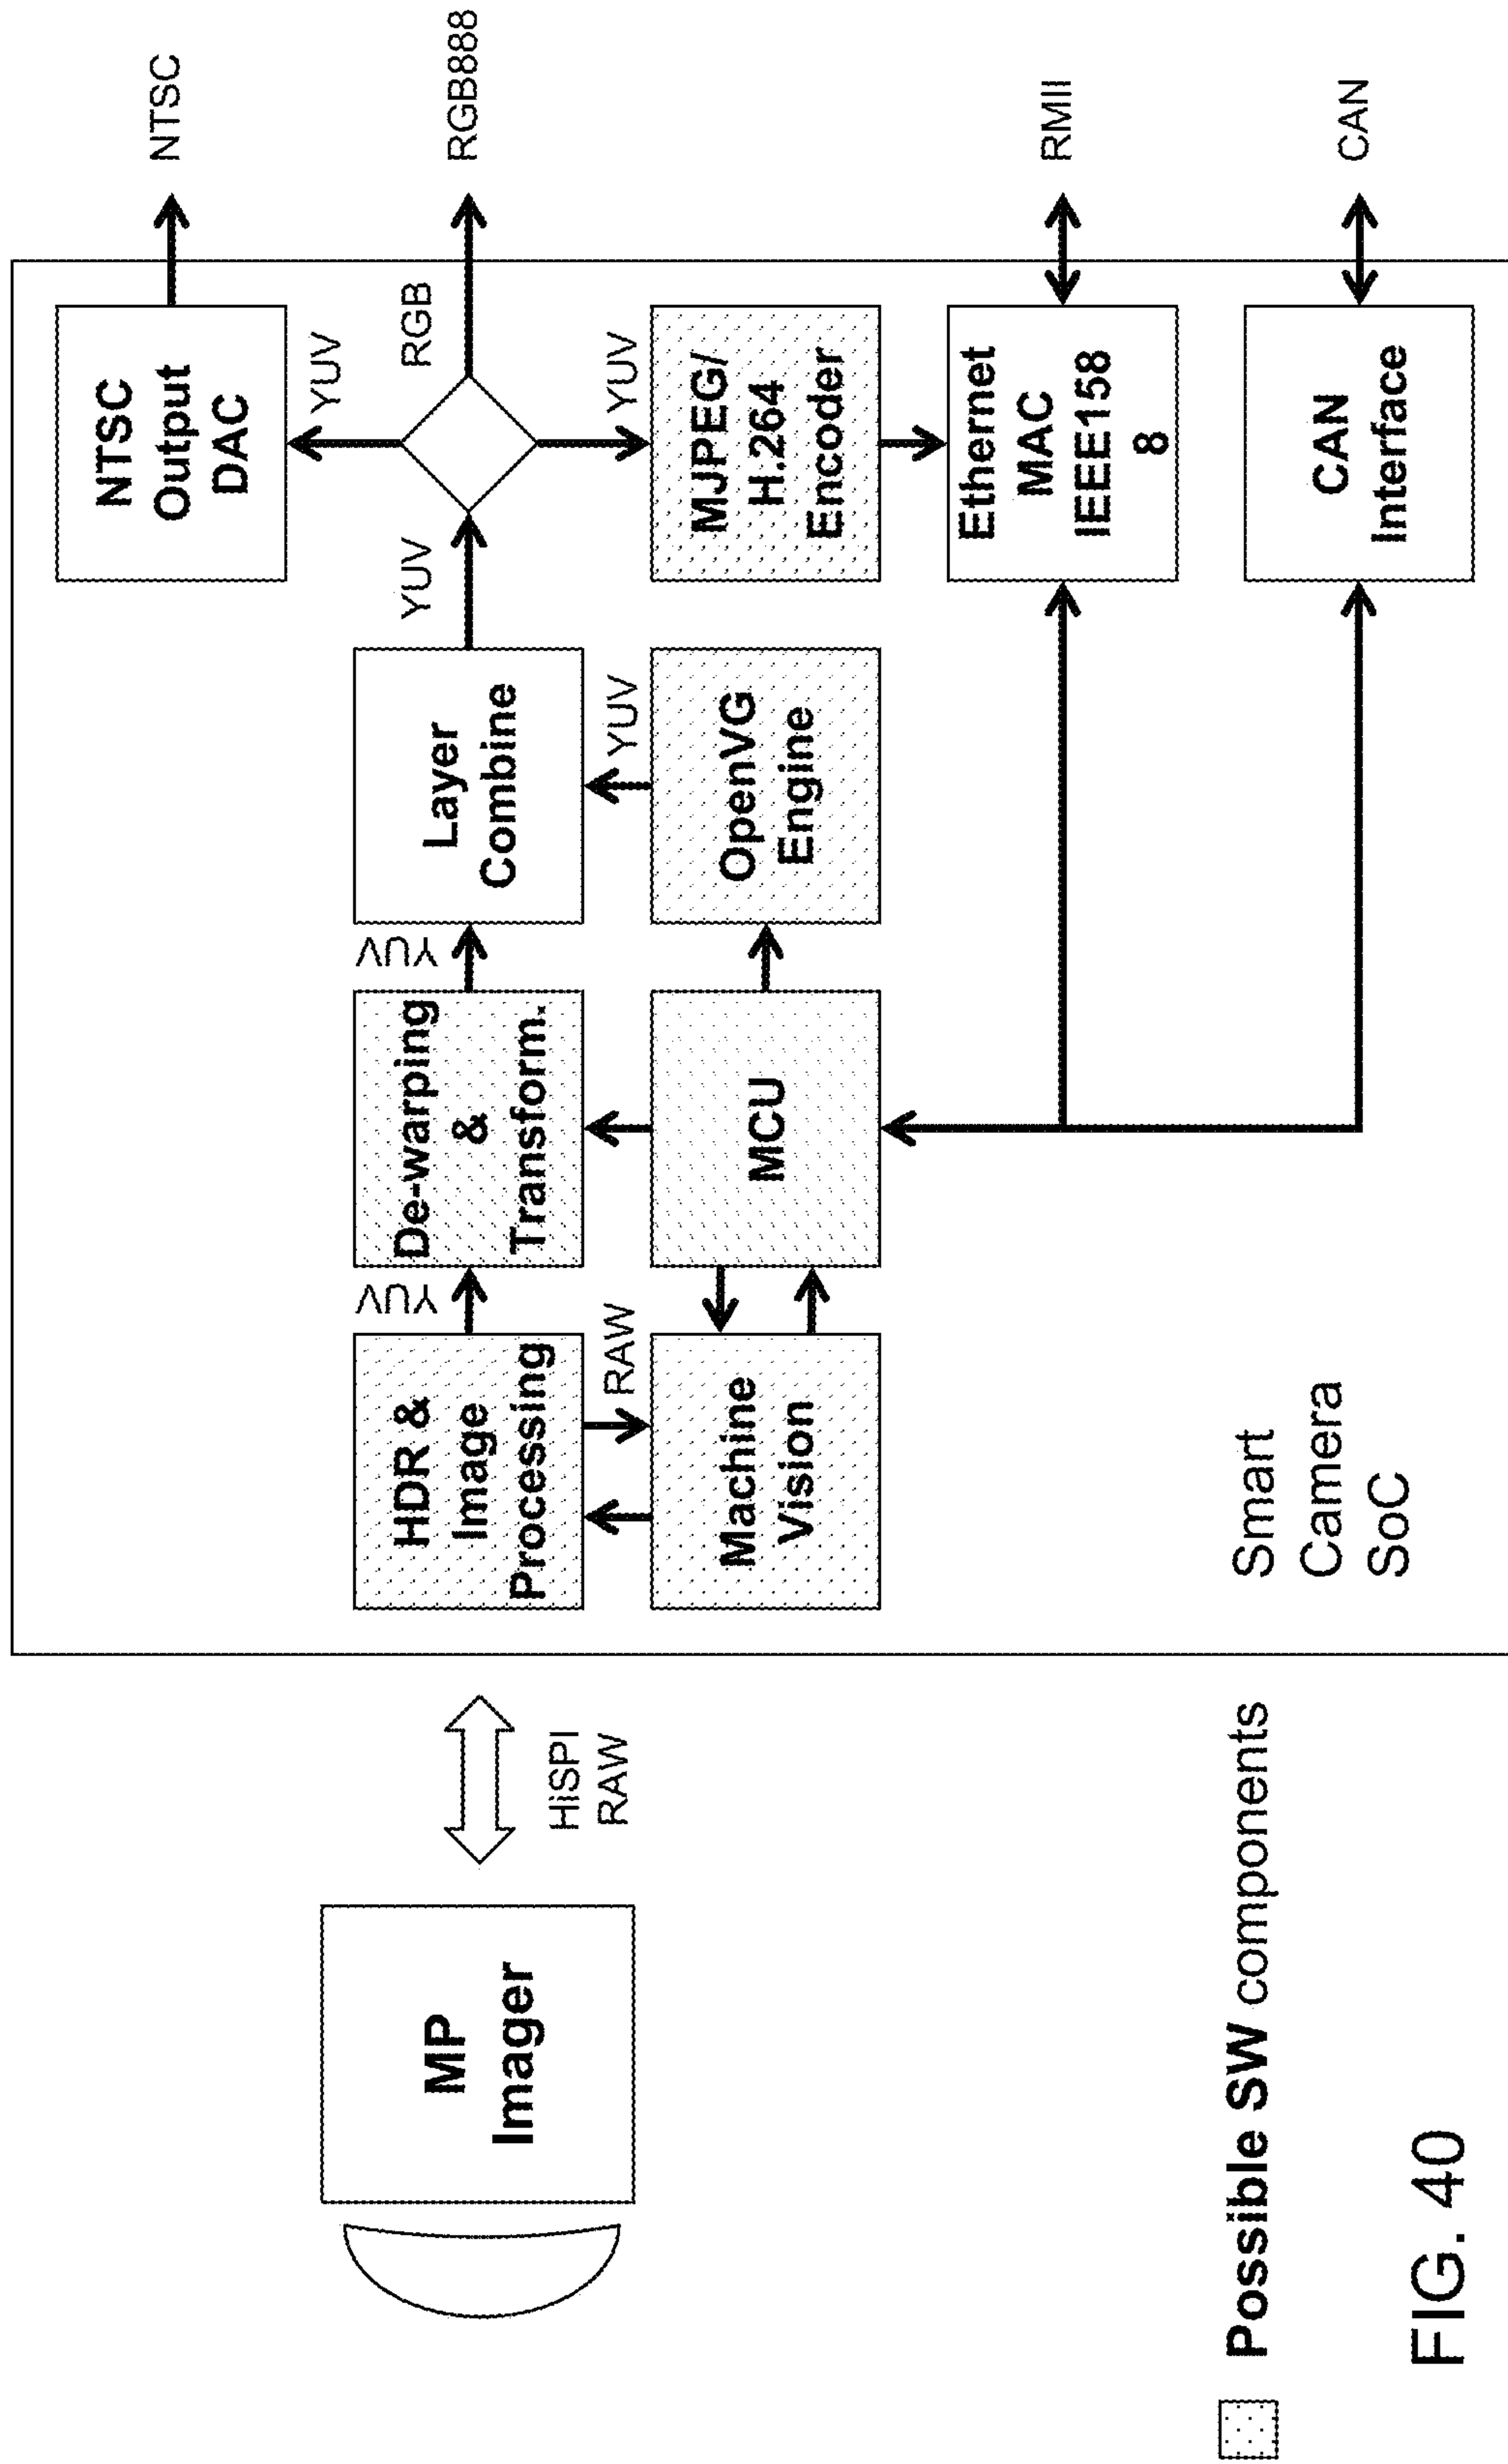 MP
Imager
HiSPI
RAW
HDR &
Image
Processing
YUV
De-warping
&
Transform.
YUV
Layer
Combine
YUV
RGB
RGB888
YUV
NTSC
Output
DAC
NTSC
RAW
Machine
Vision
MCU
OpenVG
Engine
YUV
YUV
MJPEG/
H.264
Encoder
Ethernet
MAC
IEEE158
8
RMII
CAN
Interface
CAN
Smart
Camera
SoC
Possible SW components
FIG. 40